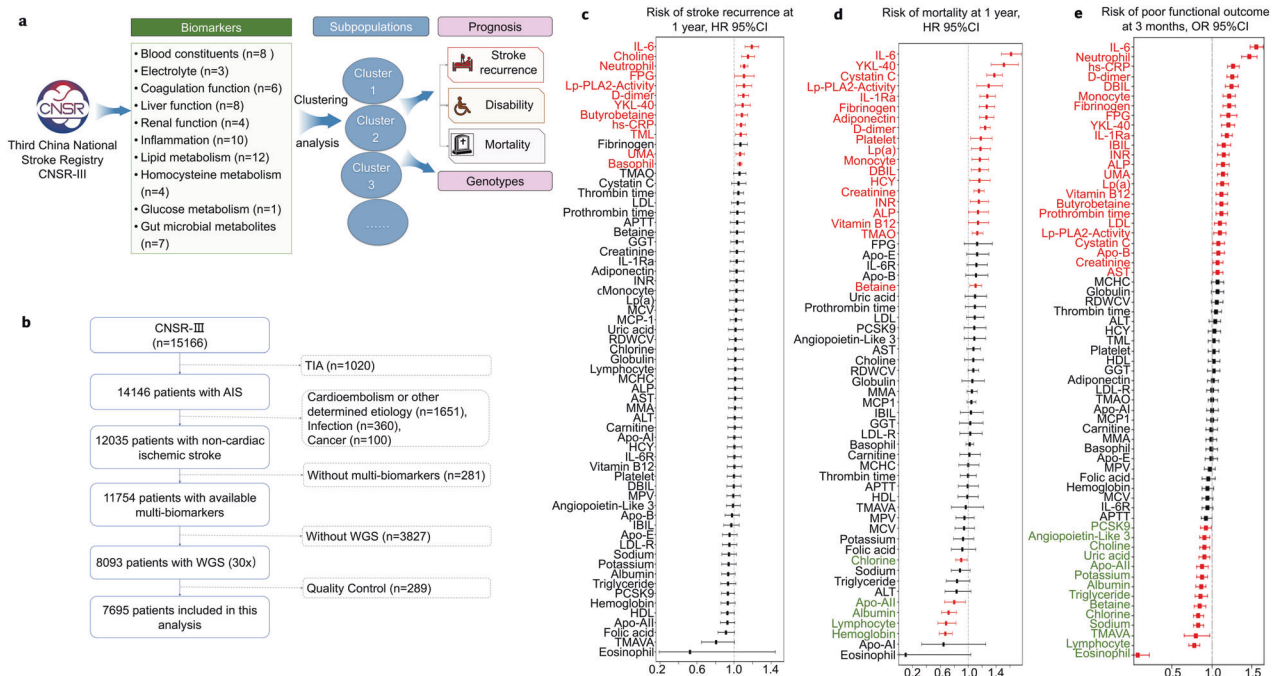 a
Biomarkers
Subpopulations
Prognosis
CNSR
Third China National
Stroke Registry
CNSR-III
• Blood constituents (n=8 )
• Electrolyte (n=3)
• Coagulation function (n=6)
• Liver function (n=8)
• Renal function (n=4)
• Inflammation (n=10)
• Lipid metabolism (n=12)
• Homocysteine metabolism
(n=4)
• Glucose metabolism (n=1)
• Gut microbial metabolites
(n=7)
Clustering
analysis
Cluster
1
Cluster
2
Cluster
3
......
Stroke
recurrence
Disability
Mortality
Genotypes
b
CNSR-III
(n=15166)
TIA (n=1020)
14146 patients with AIS
Cardioembolism or other
determined etiology (n=1651),
Infection (n=360),
Cancer (n=100)
12035 patients with non-cardiac
ischemic stroke
Without multi-biomarkers (n=281)
11754 patients with available
multi-biomarkers
Without WGS (n=3827)
8093 patients with WGS (30x)
Quality Control (n=289)
7695 patients included in this
analysis
c
Risk of stroke recurrence at
1 year, HR 95%CI
IL-6
Choline
Neutrophil
FPG
Lp-PLA2-Activity
D-dimer
YKL-40
Butyrobetaine
hs-CRP
TML
Fibrinogen
UMA
Basophil
TMAO
Cystatin C
Thrombin time
LDL
Prothrombin time
APTT
Betaine
GGT
Creatinine
IL-1Ra
Adiponectin
INR
cMonocyte
Lp(a)
MCV
MCP-1
Uric acid
RDWCV
Chlorine
Globulin
Lymphocyte
MCHC
ALP
AST
MMA
ALT
Carnitine
Apo-AI
HCY
IL-6R
Vitamin B12
Platelet
DBIL
MPV
Angiopoietin-Like 3
Apo-B
IBIL
Apo-E
LDL-R
Sodium
Potassium
Albumin
Triglyceride
PCSK9
Hemoglobin
HDL
Apo-AII
Folic acid
TMAVA
Eosinophil
0.2 0.6 1.0 1.4
d
Risk of mortality at 1 year,
HR 95%CI
IL-6
YKL-40
Cystatin C
Lp-PLA2-Activity
IL-1Ra
Fibrinogen
Adiponectin
D-dimer
Platelet
Lp(a)
Monocyte
DBIL
HCY
Creatinine
INR
ALP
Vitamin B12
TMAO
FPG
Apo-E
IL-6R
Apo-B
Betaine
Uric acid
Prothrombin time
LDL
PCSK9
Angiopoietin-Like 3
AST
Choline
RDWCV
Globulin
MMA
MCP1
IBIL
GGT
LDL-R
Basophil
Carnitine
MCHC
Thrombin time
APTT
HDL
TMAVA
MPV
MCV
Potassium
Folic acid
Chlorine
Sodium
Triglyceride
ALT
Apo-AII
Albumin
Lymphocyte
Hemoglobin
Apo-AI
Eosinophil
0.2 0.6 1.0 1.6
e
Risk of poor functional outcome
at 3 months, OR 95%CI
IL-6
Neutrophil
hs-CRP
D-dimer
DBIL
Monocyte
Fibrinogen
FPG
YKL-40
IL-1Ra
IBIL
INR
ALP
UMA
Lp(a)
Vitamin B12
Butyrobetaine
Prothrombin time
LDL
Lp-PLA2-Activity
Cystatin C
Apo-B
Creatinine
AST
MCHC
Globulin
RDWCV
Thrombin time
ALT
HCY
TML
Platelet
HDL
GGT
Adiponectin
LDL-R
TMAO
Apo-AI
MCP1
Carnitine
MMA
Basophil
Apo-E
MPV
Folic acid
Hemoglobin
MCV
IL-6R
APTT
PCSK9
Angiopoietin-Like 3
Choline
Uric acid
Apo-AII
Potassium
Albumin
Triglyceride
Betaine
Chlorine
Sodium
TMAVA
Lymphocyte
Eosinophil
0.2 0.6 1.0 1.5